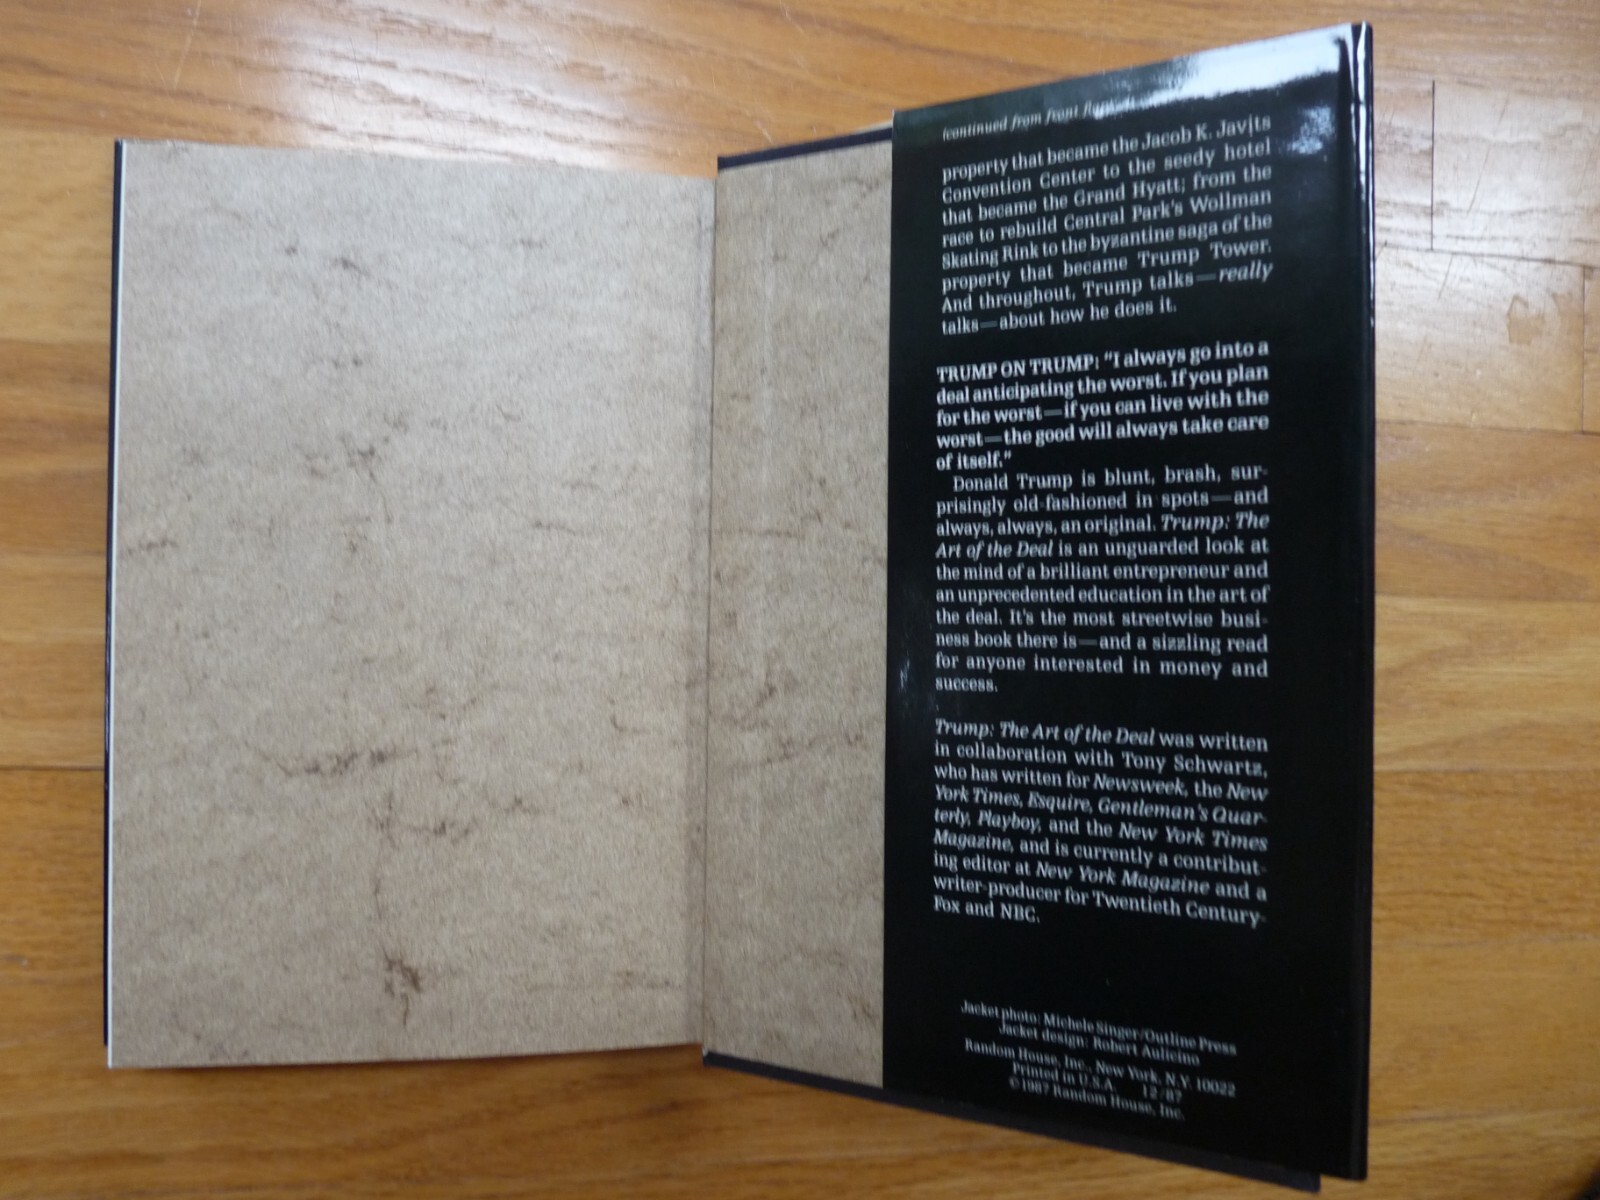 (continued from front flap)
property that became the Jacob K. Javits
Convention Center to the seedy hotel
that became the Grand Hyatt; from the
race to rebuild Central Park's Wollman
Skating Rink to the byzantine saga of the
property that became Trump Tower.
And throughout, Trump talks—really
talks—about how he does it.
TRUMP ON TRUMP: "I always go into a
deal anticipating the worst. If you plan
for the worst—if you can live with the
worst—the good will always take care
of itself."
Donald Trump is blunt, brash, sur-
prisingly old-fashioned in spots—and
always, always, an original. Trump: The
Art of the Deal is an unguarded look at
the mind of a brilliant entrepreneur and
an unprecedented education in the art of
the deal. It's the most streetwise busi-
ness book there is—and a sizzling read
for anyone interested in money and
success.
Trump: The Art of the Deal was written
in collaboration with Tony Schwartz,
who has written for Newsweek, the New
York Times, Esquire, Gentleman's Quar-
terly, Playboy, and the New York Times
Magazine, and is currently a contribut-
ing editor at New York Magazine and a
writer-producer for Twentieth Century-
Fox and NBC.
Jacket photo: Michele Singer/Outline Press
Jacket design: Robert Aulicino
Random House, Inc., New York, N.Y. 10022
Printed in U.S.A. 12/87
©1987 Random House, Inc.